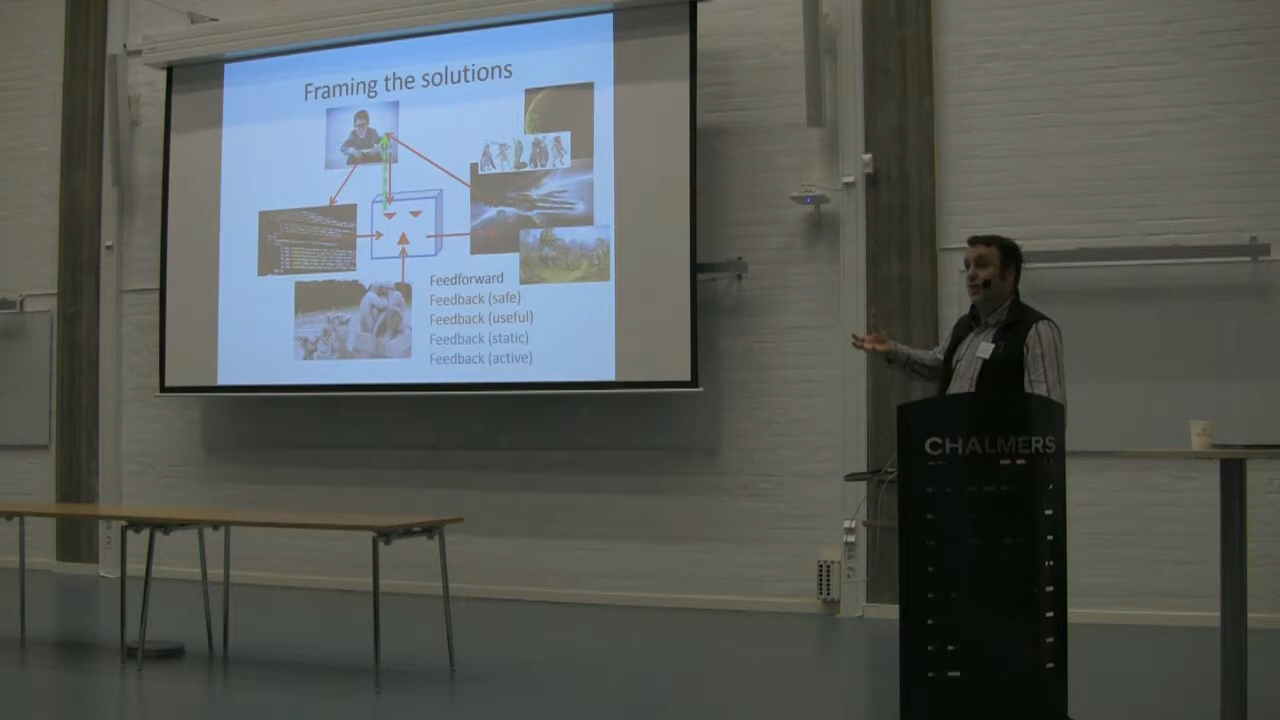 Framing the solutions
Feedforward
Feedback (safe)
Feedback (useful)
Feedback (static)
Feedback (active)
CHALMERS